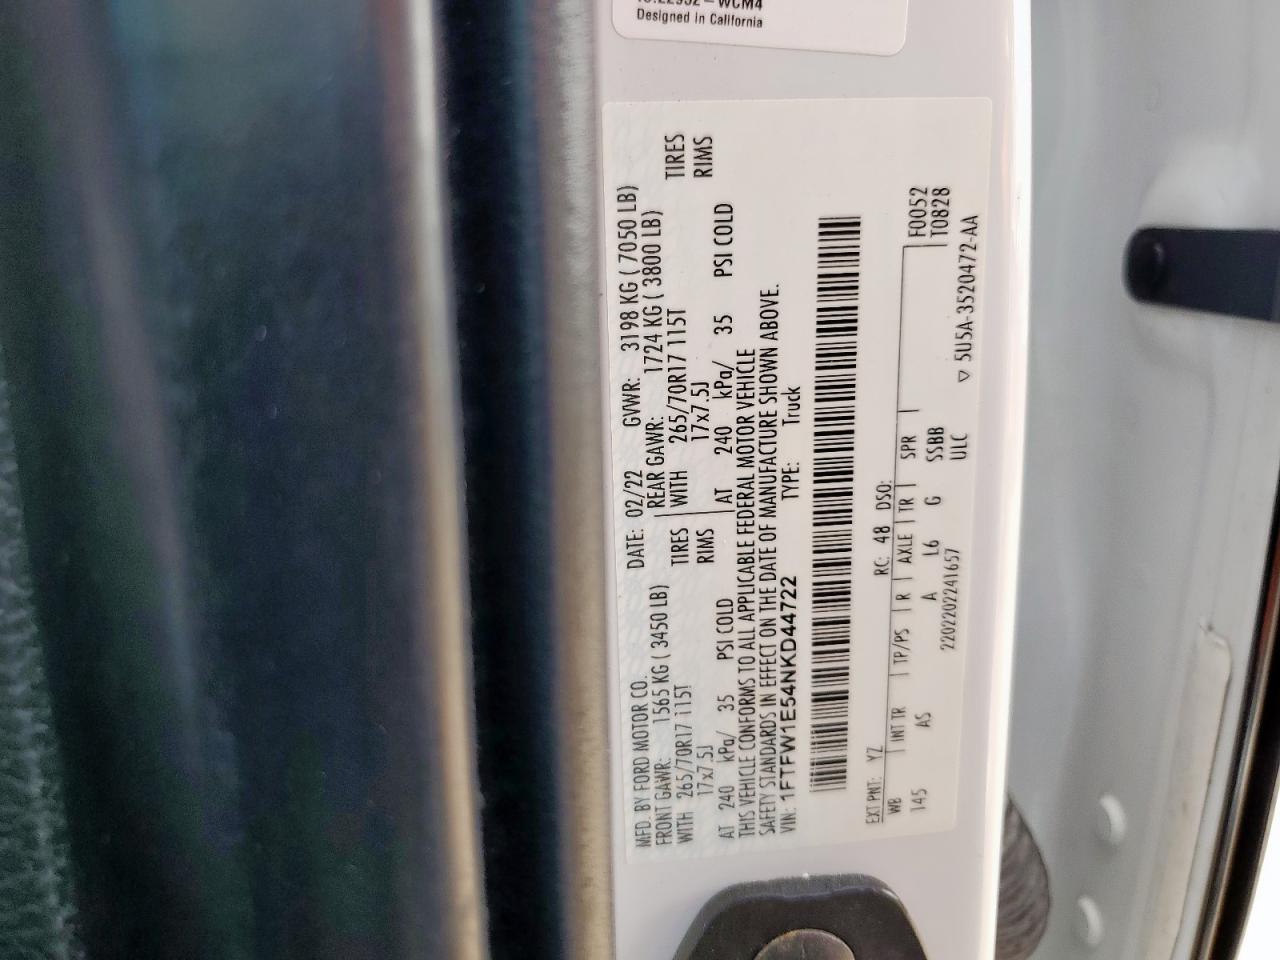 Designed in California
MFD. BY FORD MOTOR CO. DATE: 02/22 GVWR: 3198 KG ( 7050 LB)
FRONT GAWR: 1565 KG ( 3450 LB) REAR GAWR: 1724 KG ( 3800 LB)
WITH 265/70R17 115T TIRES WITH 265/70R17 115T TIRES
17x7.5J RIMS 17x7.5J RIMS
AT 240 kPa/ 35 PSI COLD AT 240 kPa/ 35 PSI COLD
THIS VEHICLE CONFORMS TO ALL APPLICABLE FEDERAL MOTOR VEHICLE
SAFETY STANDARDS IN EFFECT ON THE DATE OF MANUFACTURE SHOWN ABOVE.
VIN: 1FTFW1E54NKD44722 TYPE: Truck
EXT PNT: YZ RC: 48 DSO:
WB INT TR TP/PS R AXLE TR SPR F0052
145 AS A L6 G SSBB T0828
2202202241657 ULC
▽ 5U5A-3520472-AA